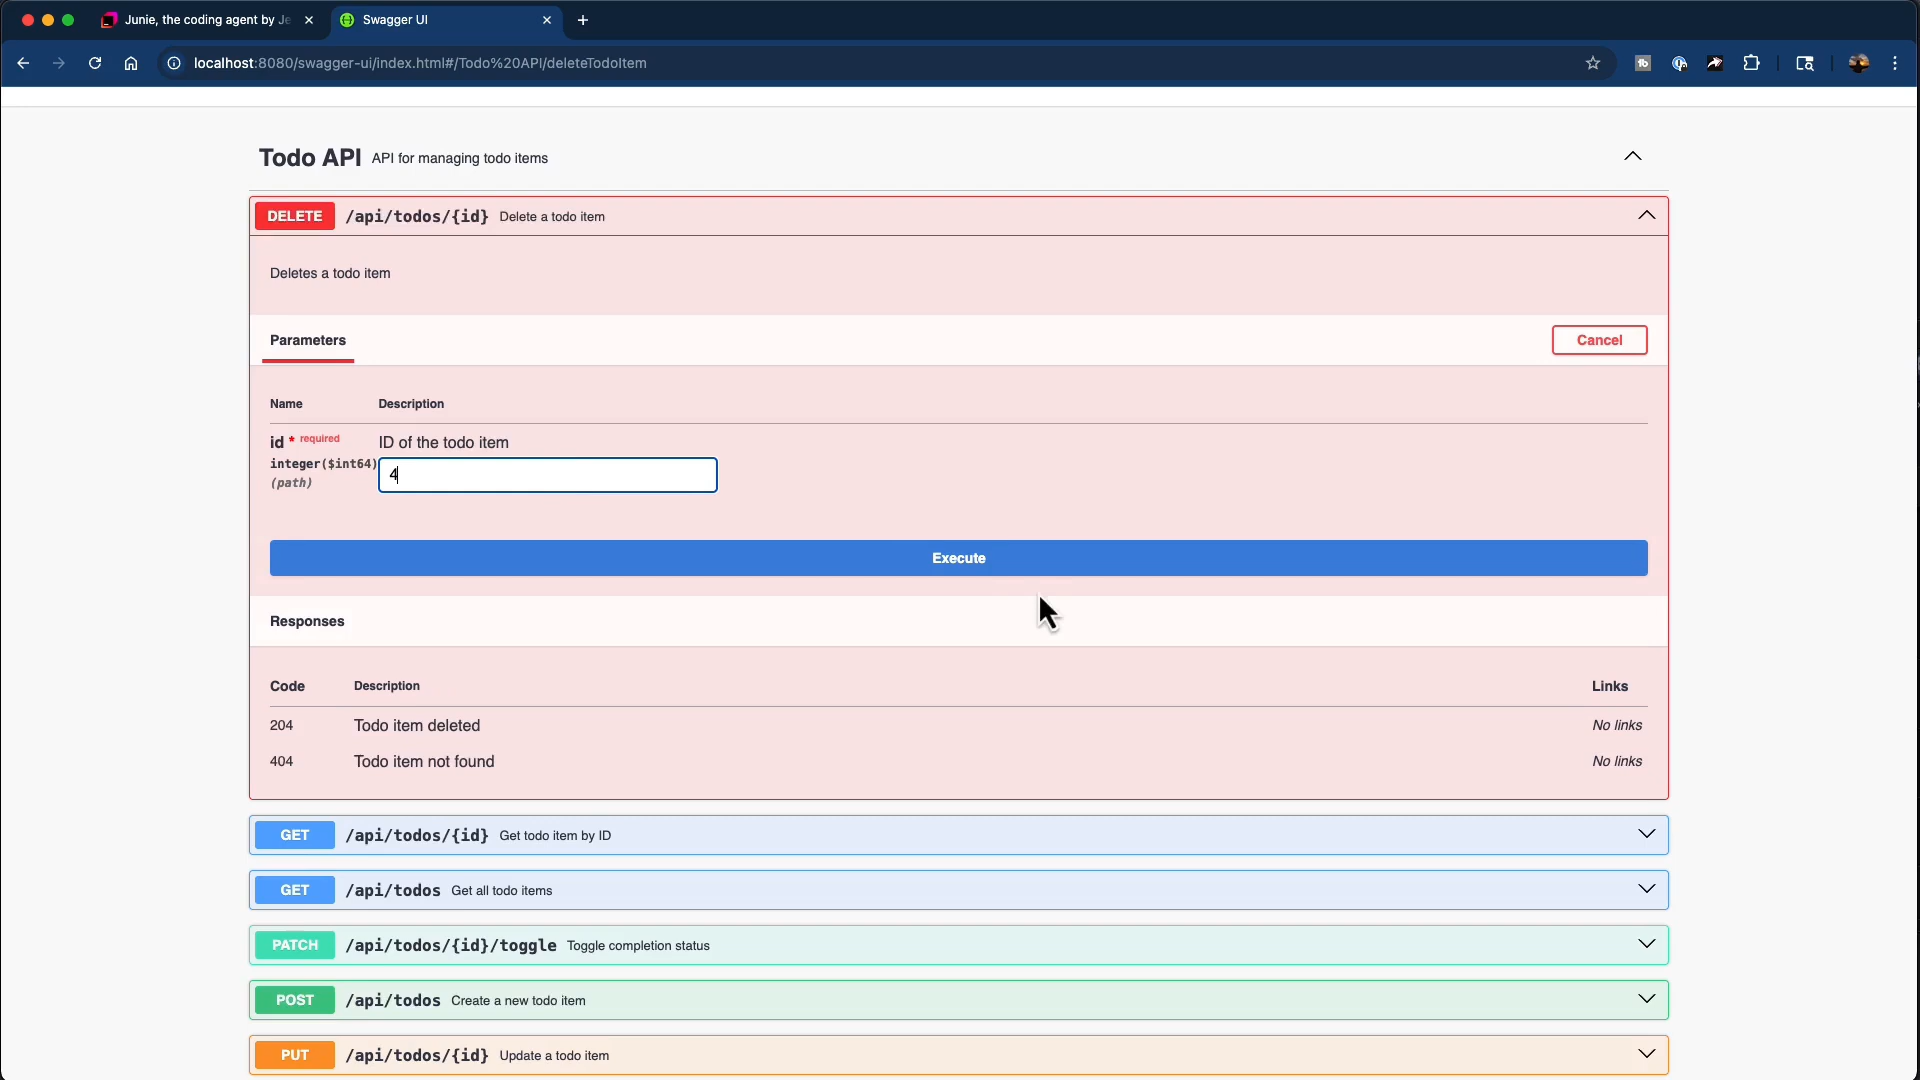 Junie, the coding agent by Je
Swagger UI
localhost:8080/swagger-ui/index.html#/Todo%20API/deleteTodoItem
Todo API API for managing todo items
DELETE /api/todos/{id} Delete a todo item
Deletes a todo item
Parameters
Cancel
Name Description
id * required ID of the todo item
integer($int64)
(path)
4
Execute
Responses
Code Description Links
204 Todo item deleted No links
404 Todo item not found No links
GET /api/todos/{id} Get todo item by ID
GET /api/todos Get all todo items
PATCH /api/todos/{id}/toggle Toggle completion status
POST /api/todos Create a new todo item
PUT /api/todos/{id} Update a todo item